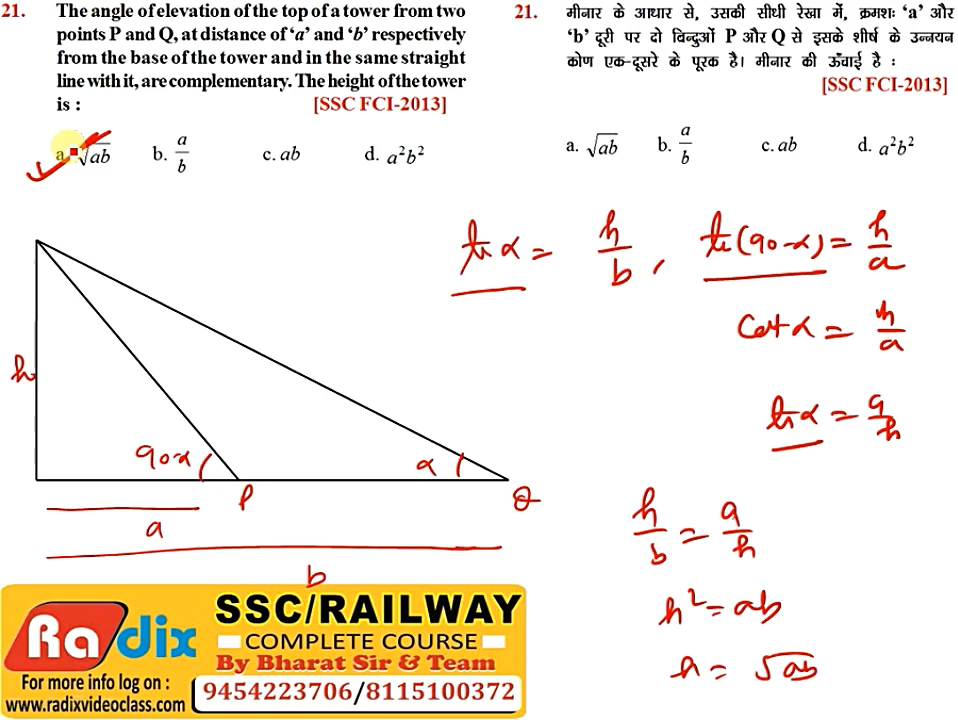 21. The angle of elevation of the top of a tower from two
points P and Q, at distance of ‘a’ and ‘b’ respectively
from the base of the tower and in the same straight
line with it, are complementary. The height of the tower
is : [SSC FCI-2013]
a. √ab b. a/b c. ab d. a²b²
21. मीनार के आधार से, उसकी सीधी रेखा में, क्रमशः ‘a’ और
‘b’ दूरी पर दो बिन्दुओं P और Q से इसके शीर्ष के उन्नयन
कोण एक-दूसरे के पूरक है। मीनार की ऊँचाई है :
[SSC FCI-2013]
a. √ab b. a/b c. ab d. a²b²
tan α = h/b , tan(90-α) = h/a
cot α = h/a
tan α = a/h
h/b = a/h
h² = ab
h = √ab
h
90-α
α
P
Q
a
b
Radix
For more info log on :
www.radixvideoclass.com
SSC/RAILWAY
COMPLETE COURSE
By Bharat Sir & Team
9454223706/8115100372